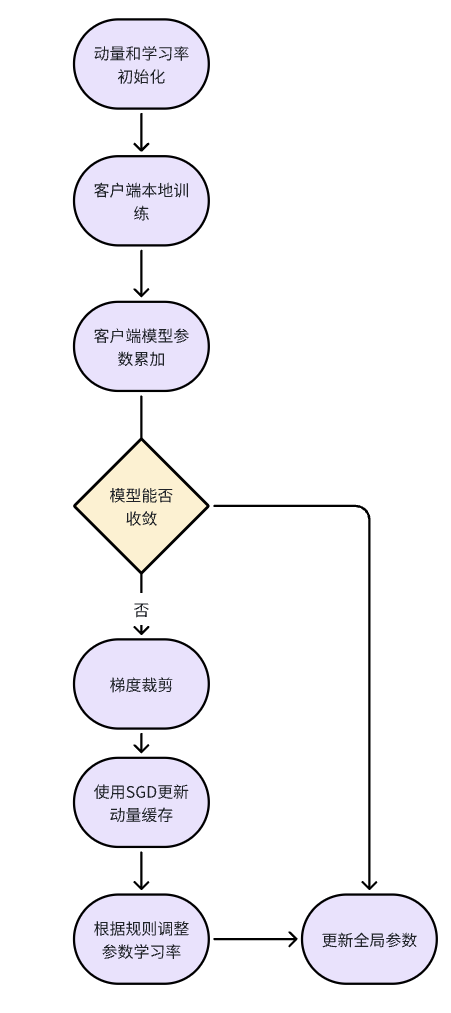 动量和学习率
初始化
客户端本地训
练
客户端模型参
数累加
模型能否
收敛
否
梯度裁剪
使用SGD更新
动量缓存
根据规则调整
参数学习率
更新全局参数